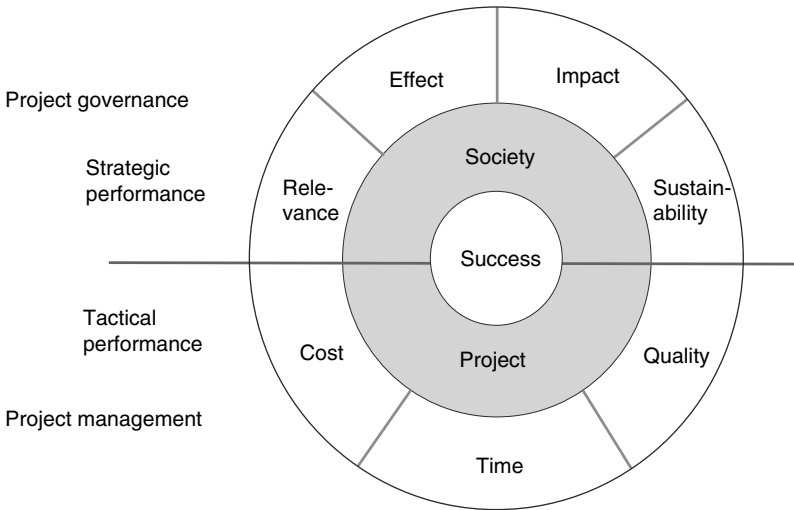 Project governance
Strategic
performance
Effect
Impact
Rele-
vance
Society
Sustain-
ability
Success
Tactical
performance
Project management
Cost
Project
Quality
Time